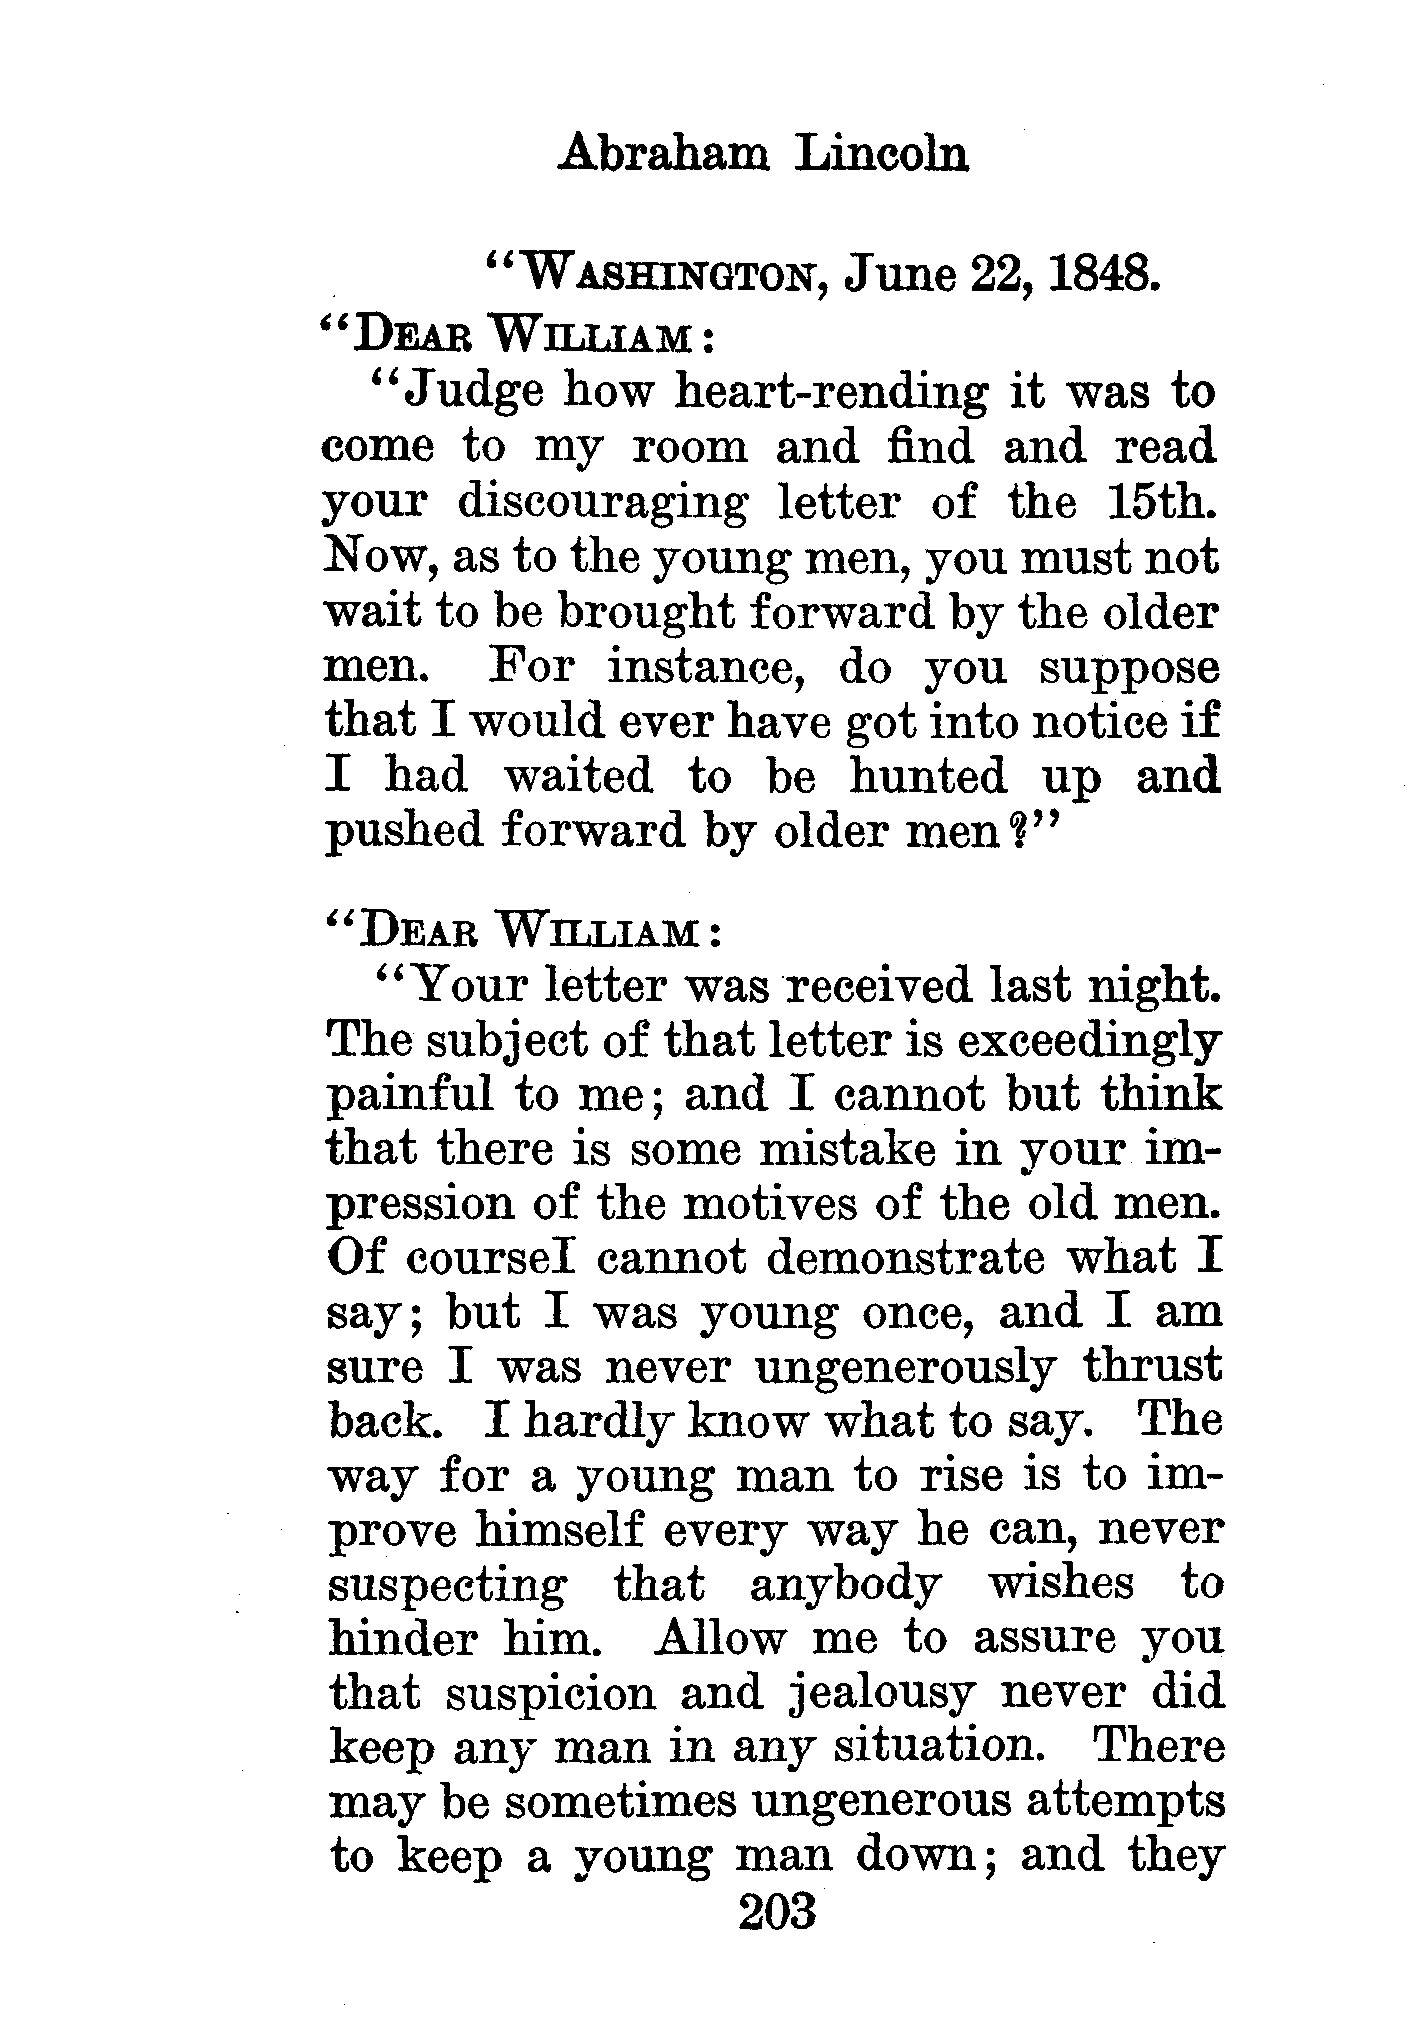 Abraham Lincoln
"WASHINGTON, June 22, 1848.
"DEAR WILLIAM:
"Judge how heart-rending it was to
come to my room and find and read
your discouraging letter of the 15th.
Now, as to the young men, you must not
wait to be brought forward by the older
men. For instance, do you suppose
that I would ever have got into notice if
I had waited to be hunted up and
pushed forward by older men?"
"DEAR WILLIAM:
"Your letter was received last night.
The subject of that letter is exceedingly
painful to me; and I cannot but think
that there is some mistake in your im-
pression of the motives of the old men.
Of courseI cannot demonstrate what I
say; but I was young once, and I am
sure I was never ungenerously thrust
back. I hardly know what to say. The
way for a young man to rise is to im-
prove himself every way he can, never
suspecting that anybody wishes to
hinder him. Allow me to assure you
that suspicion and jealousy never did
keep any man in any situation. There
may be sometimes ungenerous attempts
to keep a young man down; and they
203